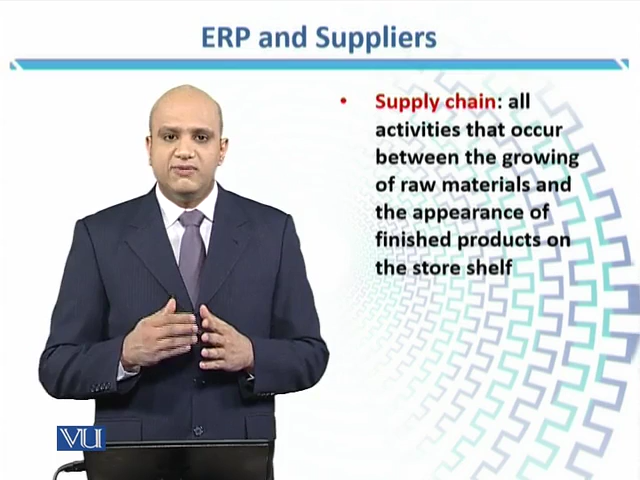 ERP and Suppliers
• Supply chain: all
activities that occur
between the growing
of raw materials and
the appearance of
finished products on
the store shelf
VU